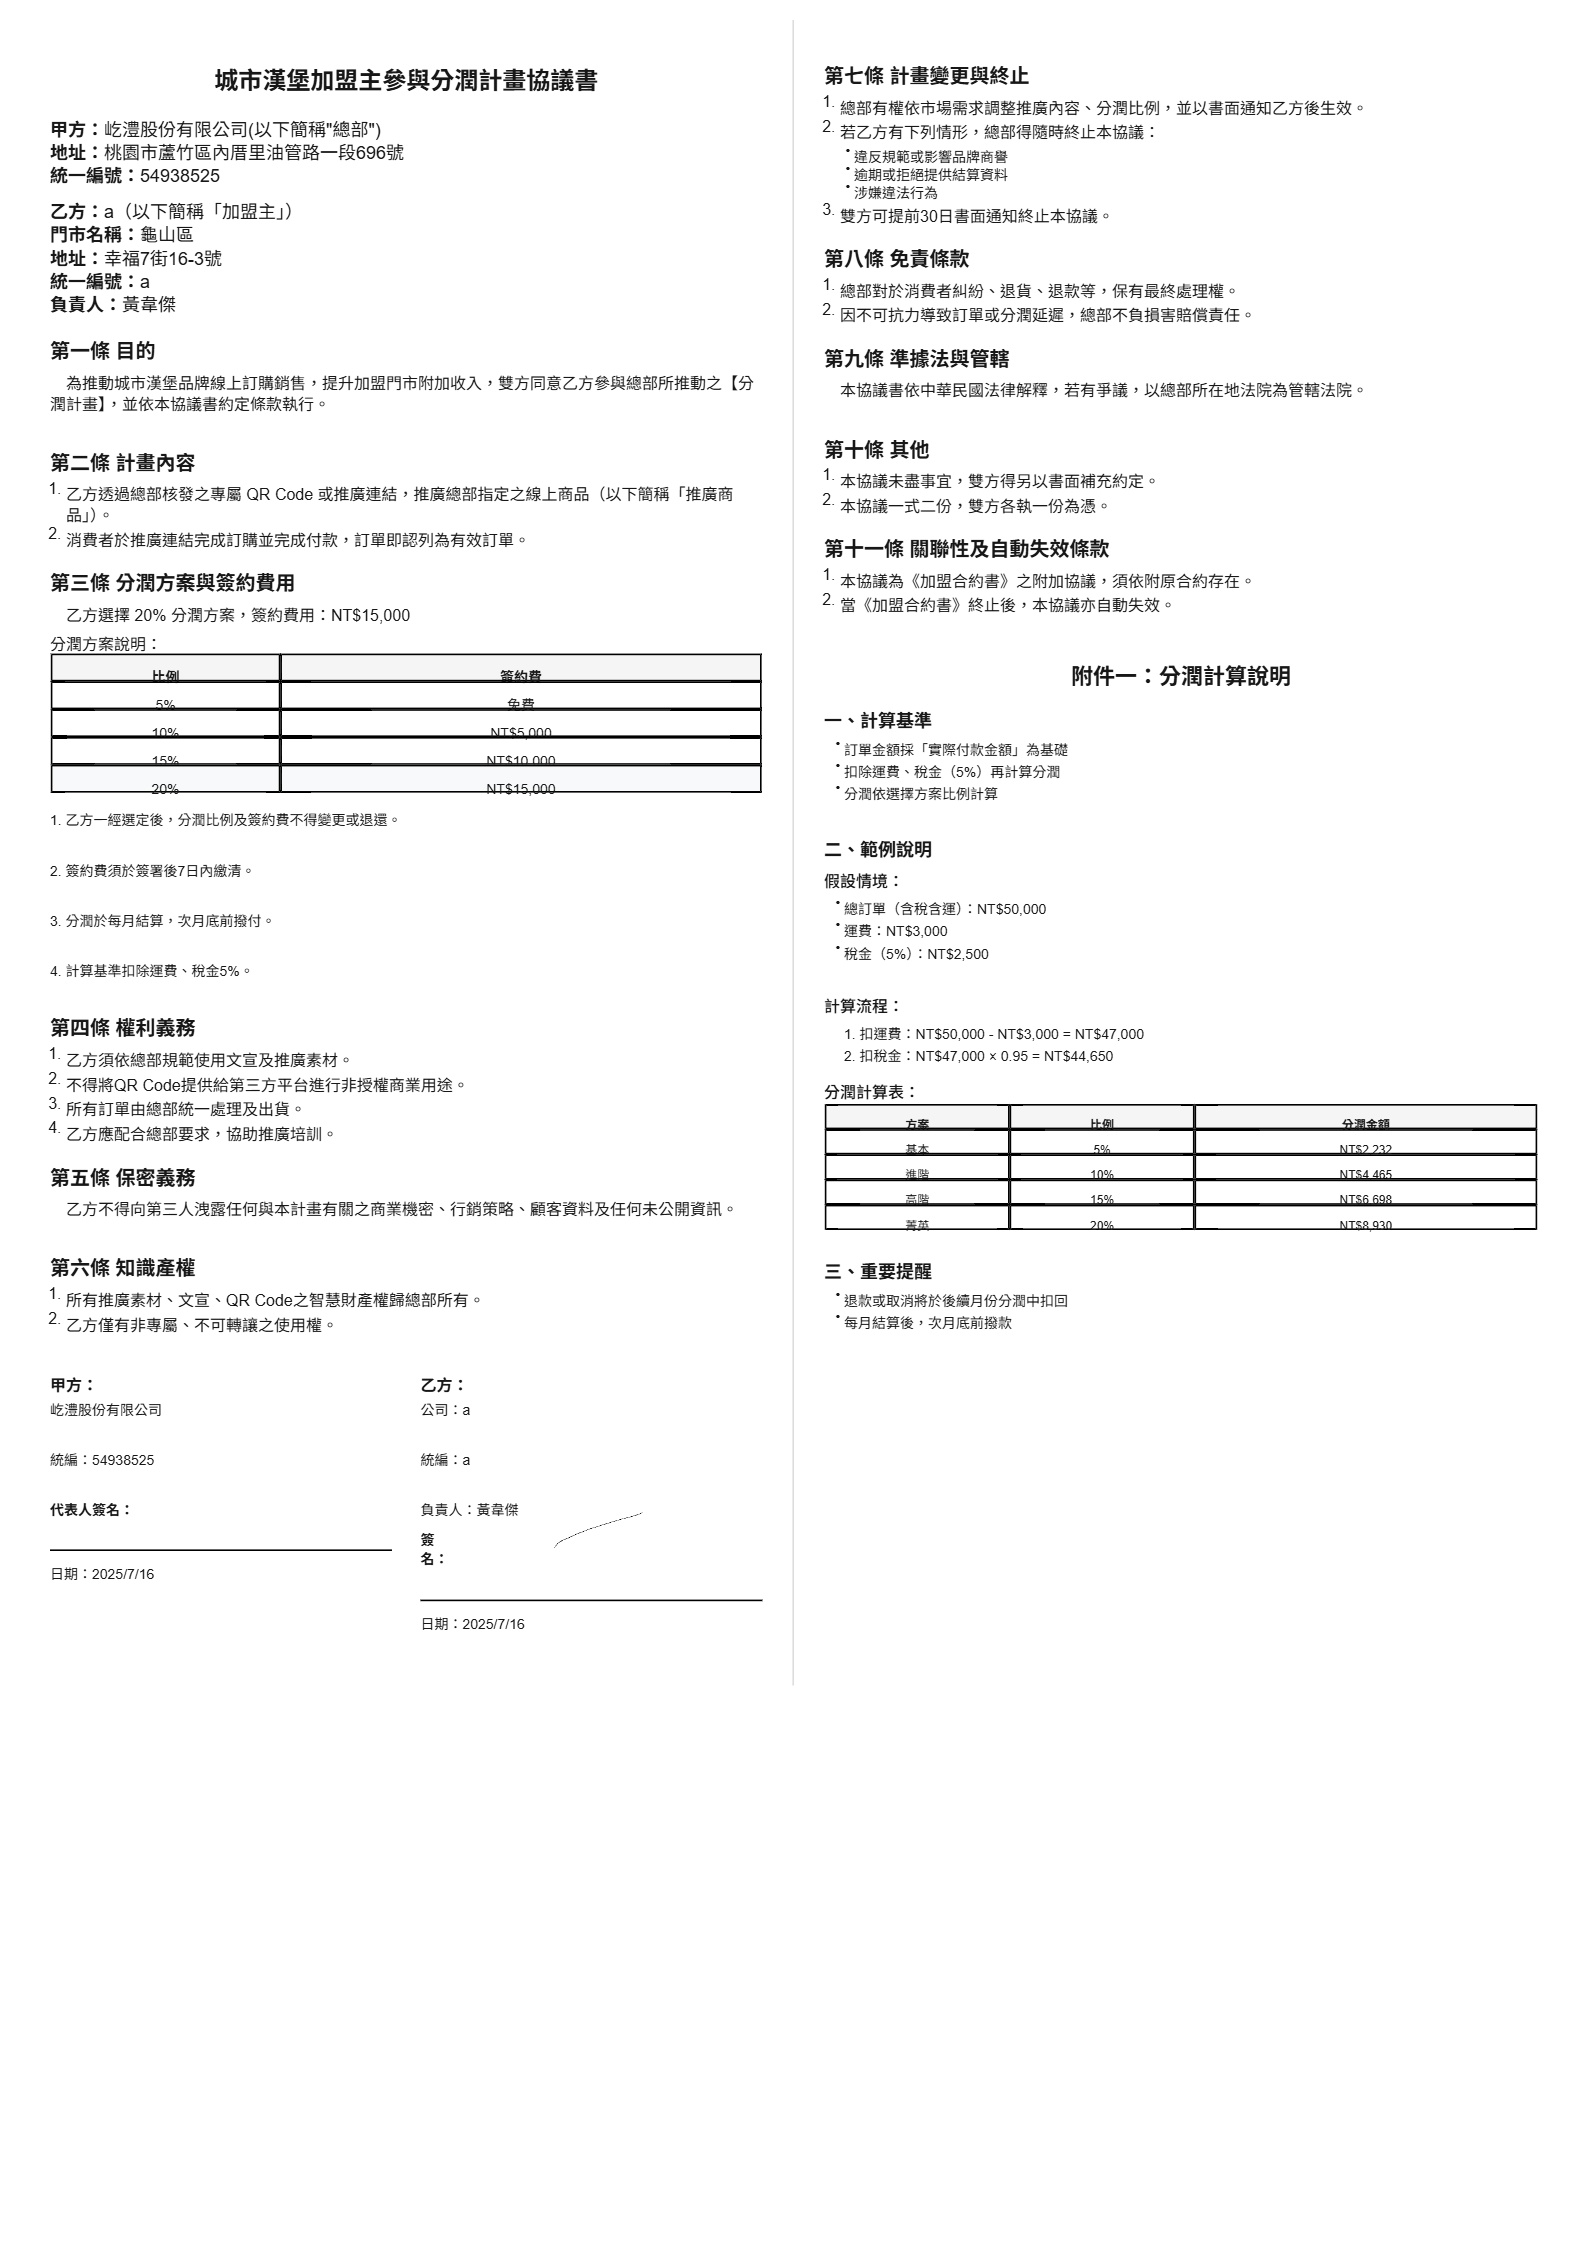 城市漢堡加盟主參與分潤計畫協議書
甲方：屹澧股份有限公司(以下簡稱"總部")
地址：桃園市蘆竹區內厝里油管路一段696號
統一編號：54938525
乙方：a（以下簡稱「加盟主」）
門市名稱：龜山區
地址：幸福7街16-3號
統一編號：a
負責人：黃韋傑
第一條 目的
為推動城市漢堡品牌線上訂購銷售，提升加盟門市附加收入，雙方同意乙方參與總部所推動之【分
潤計畫】，並依本協議書約定條款執行。
第二條 計畫內容
1. 乙方透過總部核發之專屬 QR Code 或推廣連結，推廣總部指定之線上商品（以下簡稱「推廣商
品」）。
2. 消費者於推廣連結完成訂購並完成付款，訂單即認列為有效訂單。
第三條 分潤方案與簽約費用
乙方選擇 20% 分潤方案，簽約費用：NT$15,000
分潤方案說明：
比例 簽約費
5% 免費
10% NT$5,000
15% NT$10,000
20% NT$15,000
1. 乙方一經選定後，分潤比例及簽約費不得變更或退還。
2. 簽約費須於簽署後7日內繳清。
3. 分潤於每月結算，次月底前撥付。
4. 計算基準扣除運費、稅金5%。
第四條 權利義務
1. 乙方須依總部規範使用文宣及推廣素材。
2. 不得將QR Code提供給第三方平台進行非授權商業用途。
3. 所有訂單由總部統一處理及出貨。
4. 乙方應配合總部要求，協助推廣培訓。
第五條 保密義務
乙方不得向第三人洩露任何與本計畫有關之商業機密、行銷策略、顧客資料及任何未公開資訊。
第六條 知識產權
1. 所有推廣素材、文宣、QR Code之智慧財產權歸總部所有。
2. 乙方僅有非專屬、不可轉讓之使用權。
甲方：
屹澧股份有限公司
統編：54938525
代表人簽名：
日期：2025/7/16
乙方：
公司：a
統編：a
負責人：黃韋傑
簽
名：
日期：2025/7/16
第七條 計畫變更與終止
1. 總部有權依市場需求調整推廣內容、分潤比例，並以書面通知乙方後生效。
2. 若乙方有下列情形，總部得隨時終止本協議：
• 違反規範或影響品牌商譽
• 逾期或拒絕提供結算資料
• 涉嫌違法行為
3. 雙方可提前30日書面通知終止本協議。
第八條 免責條款
1. 總部對於消費者糾紛、退貨、退款等，保有最終處理權。
2. 因不可抗力導致訂單或分潤延遲，總部不負損害賠償責任。
第九條 準據法與管轄
本協議書依中華民國法律解釋，若有爭議，以總部所在地法院為管轄法院。
第十條 其他
1. 本協議未盡事宜，雙方得另以書面補充約定。
2. 本協議一式二份，雙方各執一份為憑。
第十一條 關聯性及自動失效條款
1. 本協議為《加盟合約書》之附加協議，須依附原合約存在。
2. 當《加盟合約書》終止後，本協議亦自動失效。
附件一：分潤計算說明
一、計算基準
• 訂單金額採「實際付款金額」為基礎
• 扣除運費、稅金（5%）再計算分潤
• 分潤依選擇方案比例計算
二、範例說明
假設情境：
• 總訂單（含稅含運）：NT$50,000
• 運費：NT$3,000
• 稅金（5%）：NT$2,500
計算流程：
1. 扣運費：NT$50,000 - NT$3,000 = NT$47,000
2. 扣稅金：NT$47,000 × 0.95 = NT$44,650
分潤計算表：
方案 比例 分潤金額
基本 5% NT$2,232
進階 10% NT$4,465
高階 15% NT$6,698
菁英 20% NT$8,930
三、重要提醒
• 退款或取消將於後續月份分潤中扣回
• 每月結算後，次月底前撥款